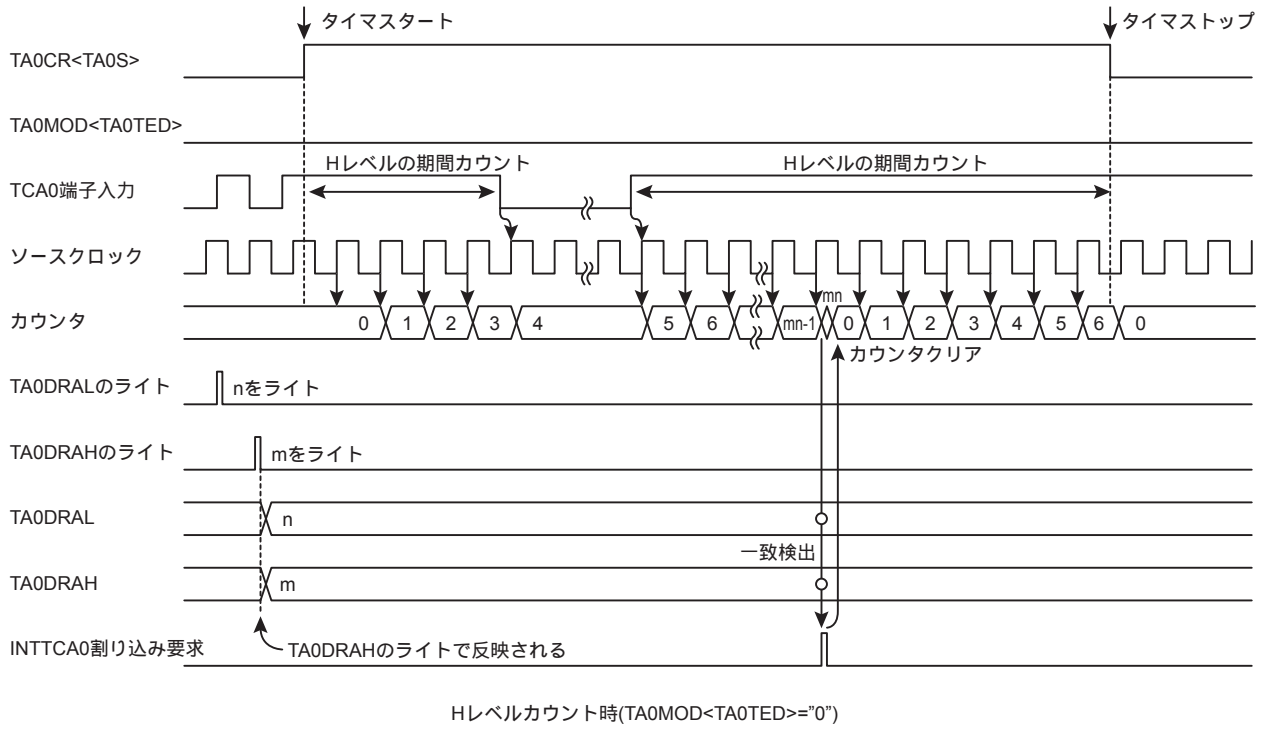 タイマスタート
タイマストップ
TA0CR<TA0S>
TA0MOD<TA0TED>
Hレベルの期間カウント
Hレベルの期間カウント
TCA0端子入力
ソースクロック
mn
カウンタ
0 1 2 3 4 5 6 mn-1 0 1 2 3 4 5 6 0
カウンタクリア
TA0DRALのライト
nをライト
TA0DRAHのライト
mをライト
TA0DRAL
n
一致検出
TA0DRAH
m
INTTCA0割り込み要求
TA0DRAHのライトで反映される
Hレベルカウント時(TA0MOD<TA0TED>=”0”)